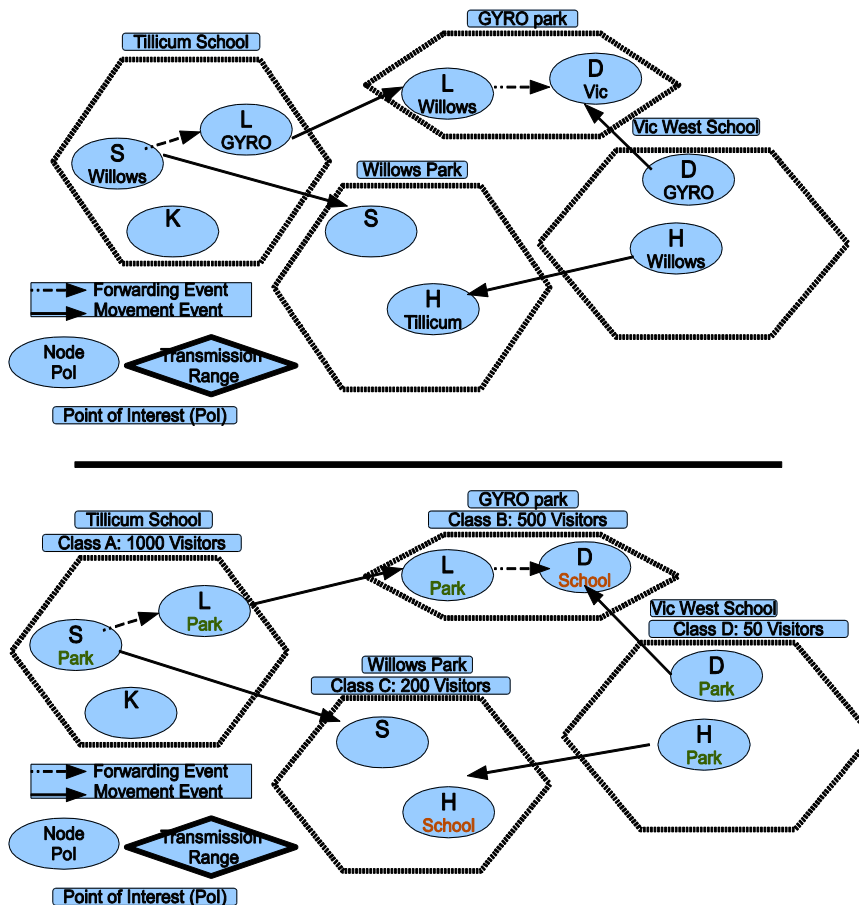 GYRO park
Tillicum School
L
Willows
D
Vic
L
GYRO
S
Willows
K
Vic West School
D
GYRO
H
Willows
Willows Park
S
H
Tillicum
Forwarding Event
Movement Event
Node
PoI
Transmission
Range
Point of Interest (PoI)
GYRO park
Class B: 500 Visitors
Tillicum School
Class A: 1000 Visitors
L
Park
D
School
L
Park
S
Park
K
Vic West School
Class D: 50 Visitors
D
Park
H
Park
Willows Park
Class C: 200 Visitors
S
H
School
Forwarding Event
Movement Event
Node
PoI
Transmission
Range
Point of Interest (PoI)